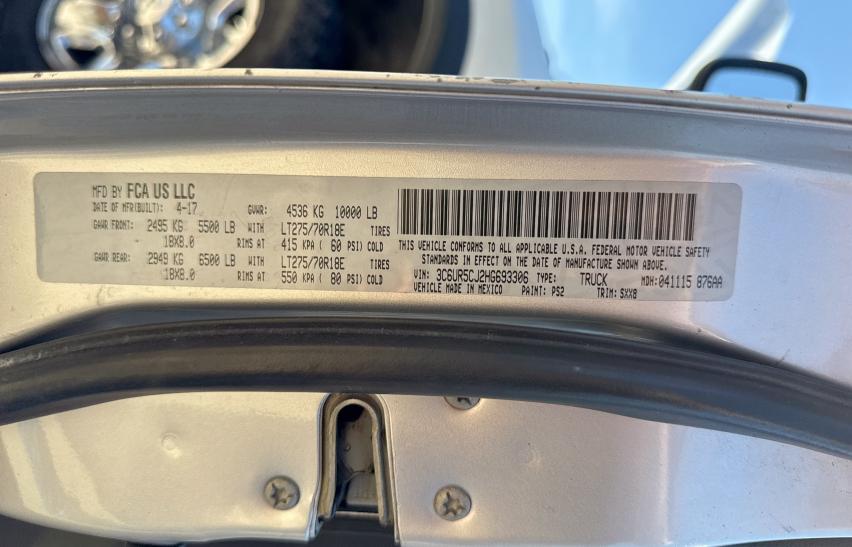 MFD BY FCA US LLC
DATE OF MFR(BUILT): 4-17 GVWR: 4536 KG 10000 LB
GAWR FRONT: 2495 KG 5500 LB WITH LT275/70R18E TIRES
18X8.0 RIMS AT 415 KPA ( 60 PSI) COLD
GAWR REAR: 2949 KG 6500 LB WITH LT275/70R18E TIRES
18X8.0 RIMS AT 550 KPA ( 80 PSI) COLD
THIS VEHICLE CONFORMS TO ALL APPLICABLE U.S.A. FEDERAL MOTOR VEHICLE SAFETY
STANDARDS IN EFFECT ON THE DATE OF MANUFACTURE SHOWN ABOVE.
VIN: 3C6UR5CJ2HG693306 TYPE: TRUCK MDH: 041115 876AA
VEHICLE MADE IN MEXICO PAINT: PS2 TRIM: SXX8